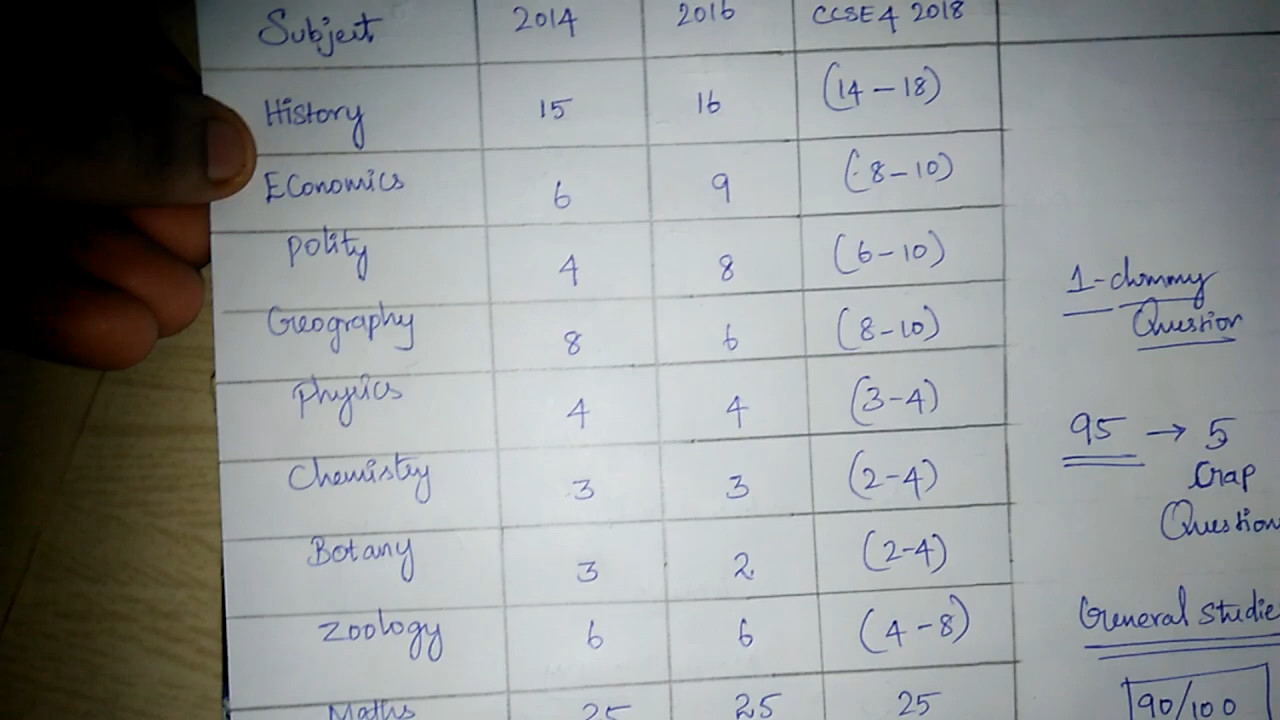 Subject 2014 2016 CCSE4 2018
History 15 16 (14-18)
Economics 6 9 (8-10)
Polity 4 8 (6-10)
Geography 8 6 (8-10)
Physics 4 4 (3-4)
Chemistry 3 3 (2-4)
Botany 3 2 (2-4)
Zoology 6 6 (4-8)
Maths 25 25 25
1-dummy
Question
95 → 5
Crap
Question
General Studie
90/100